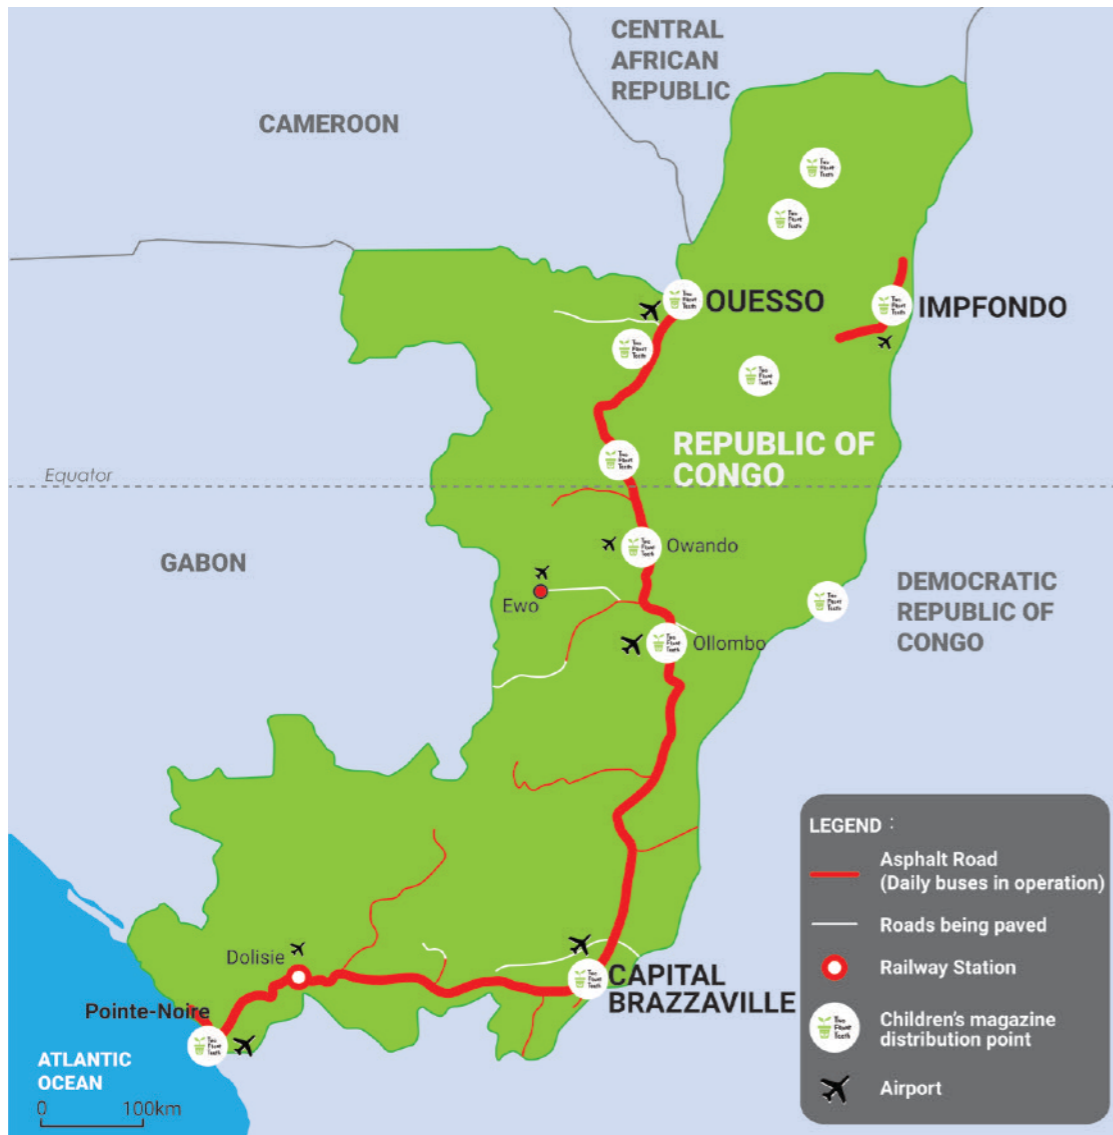 CENTRAL
AFRICAN
REPUBLIC
CAMEROON
OUESSO
IMPFONDO
REPUBLIC OF
CONGO
Equator
Owando
GABON
DEMOCRATIC
REPUBLIC OF
CONGO
Ewo
Ollombo
Dolisie
CAPITAL
BRAZZAVILLE
Pointe-Noire
ATLANTIC
OCEAN
0 100km
LEGEND :
Asphalt Road
(Daily buses in operation)
Roads being paved
Railway Station
Children's magazine
distribution point
Airport